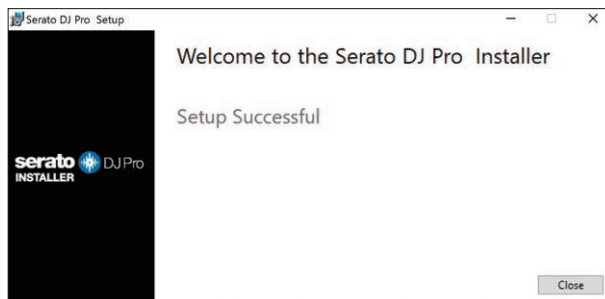 Serato DJ Pro Setup
Welcome to the Serato DJ Pro Installer
Setup Successful
serato DJ Pro
INSTALLER
Close